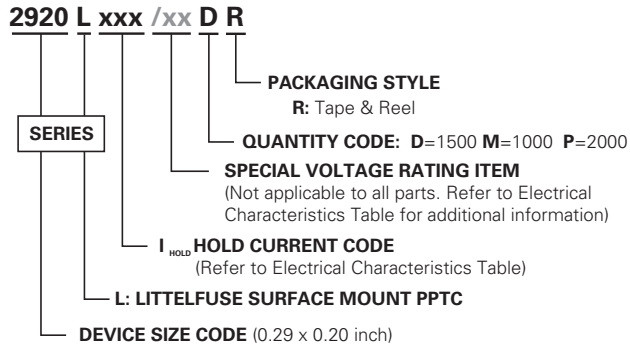 2920 L xxx /xx D R
PACKAGING STYLE
R: Tape & Reel
SERIES
QUANTITY CODE: D=1500 M=1000 P=2000
SPECIAL VOLTAGE RATING ITEM
(Not applicable to all parts. Refer to Electrical
Characteristics Table for additional information)
I HOLD HOLD CURRENT CODE
(Refer to Electrical Characteristics Table)
L: LITTELFUSE SURFACE MOUNT PPTC
DEVICE SIZE CODE (0.29 x 0.20 inch)